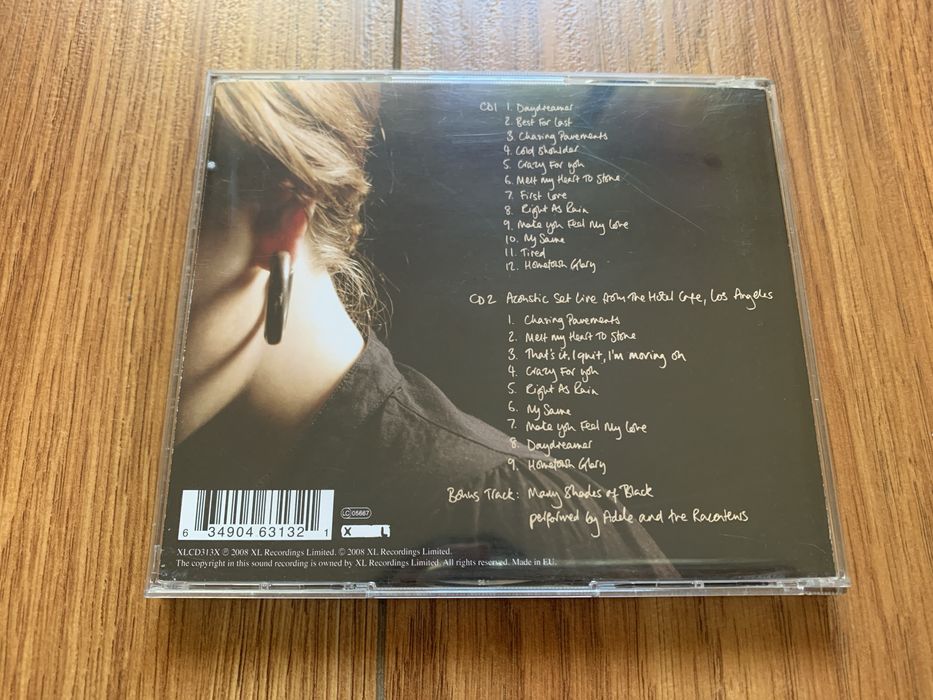 CD1 1. Daydreamer
2. Best For Last
3. Chasing Pavements
4. Cold Shoulder
5. Crazy For You
6. Melt my Heart To Stone
7. First Love
8. Right As Rain
9. Make you Feel My Love
10. My Same
11. Tired
12. Hometown Glory
CD2 Acoustic Set Live from The Hotel Cafe, Los Angeles
1. Chasing Pavements
2. Melt my Heart To Stone
3. That's it, I quit, I'm moving on
4. Crazy For you
5. Right As Rain
6. My Same
7. Make you Feel My Love
8. Daydreamer
9. Hometown Glory
Bonus Track: Many Shades of Black
performed by Adele and the Raconteurs
6 34904 63132 1
LC 05667
X L
XLCD313X ℗ 2008 XL Recordings Limited. © 2008 XL Recordings Limited.
The copyright in this sound recording is owned by XL Recordings Limited. All rights reserved. Made in EU.